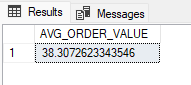 Results Messages
AVG_ORDER_VALUE
1 38.3072623343546